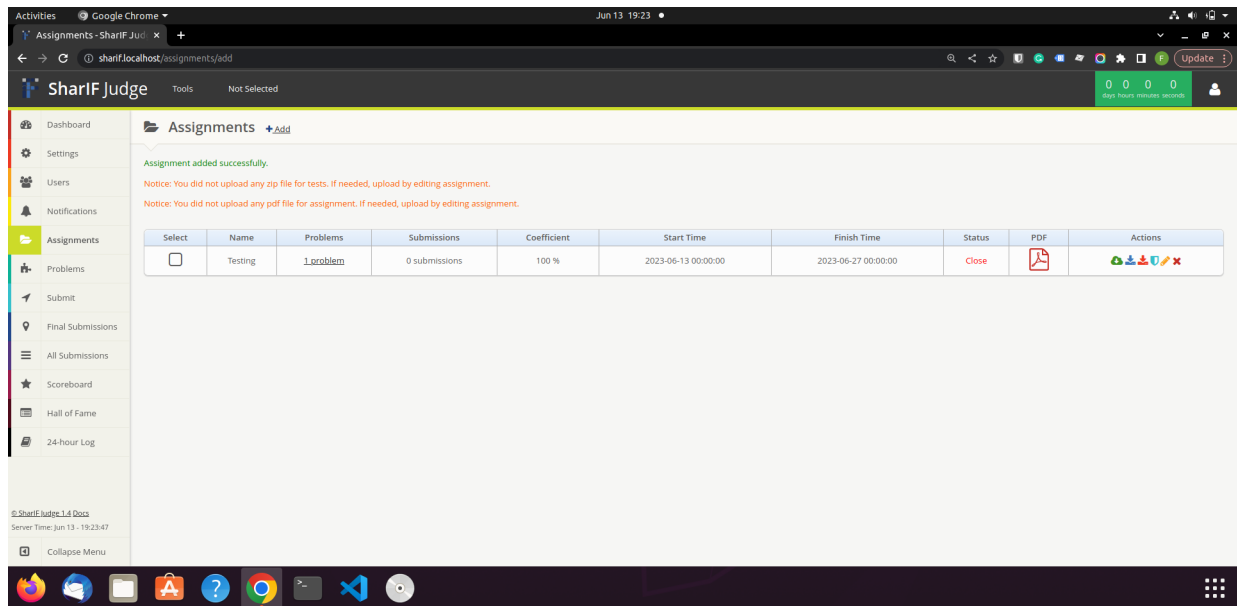 Activities Google Chrome Jun 13 19:23
Assignments - SharIF Jud
sharif.localhost/assignments/add Update
SharIF Judge Tools Not Selected 0 0 0 0
days hours minutes seconds
Dashboard
Settings
Users
Notifications
Assignments
Problems
Submit
Final Submissions
All Submissions
Scoreboard
Hall of Fame
24-hour Log
© SharIF Judge 1.4 Docs
Server Time: Jun 13 - 19:23:47
Collapse Menu
Assignments +Add
Assignment added successfully.
Notice: You did not upload any zip file for tests. If needed, upload by editing assignment.
Notice: You did not upload any pdf file for assignment. If needed, upload by editing assignment.
Select Name Problems Submissions Coefficient Start Time Finish Time Status PDF Actions
Testing 1 problem 0 submissions 100 % 2023-06-13 00:00:00 2023-06-27 00:00:00 Close